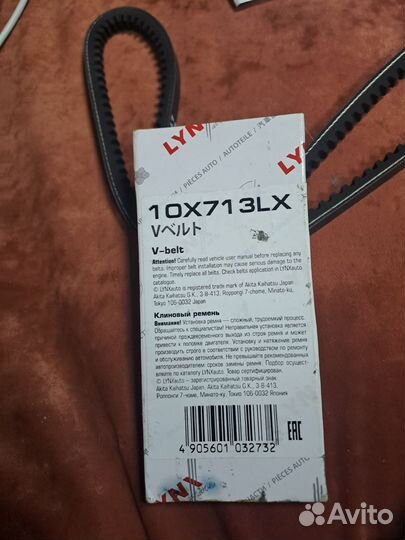 LYNX
/ PIÈCES AUTO / AUTOTEILE /
10X713LX
Vベルト
V-belt
Attention! Carefully read vehicle user manual before replacing any
belts. Improper belt installation may cause serious damage to the
engine. Timely replace all belts. Check belts application in LYNXauto
catalogue.
© LYNXauto is registered trade mark of Akita Kaihatsu Japan,
Akita Kaihatsu G.K., 3-8-413, Roppongi 7-chome, Minato-ku,
Tokyo 106-0032 Japan
Клиновый ремень
Внимание! Установка ремня — сложный, трудоемкий процесс.
Обращайтесь к специалистам! Неправильная установка является
причиной преждевременного выхода из строя ремня и может
привести к поломке двигателя. Установку и натяжение ремня
производить строго в соответствии с руководством по ремонту
и обслуживанию автомобиля. Не превышайте рекомендованных
автопроизводителем сроков замены ремня. Подбор осущест-
вляйте по каталогу LYNXauto. Товар сертифицирован.
© LYNXauto — зарегистрированный товарный знак
Akita Kaihatsu Japan, Akita Kaihatsu G.K., 3-8-413,
Роппонги 7-чоме, Минато-ку, Токио, 106-0032 Япония
4 905601 032732
EAC
LYNX
PIÈCES AUTO
Avito